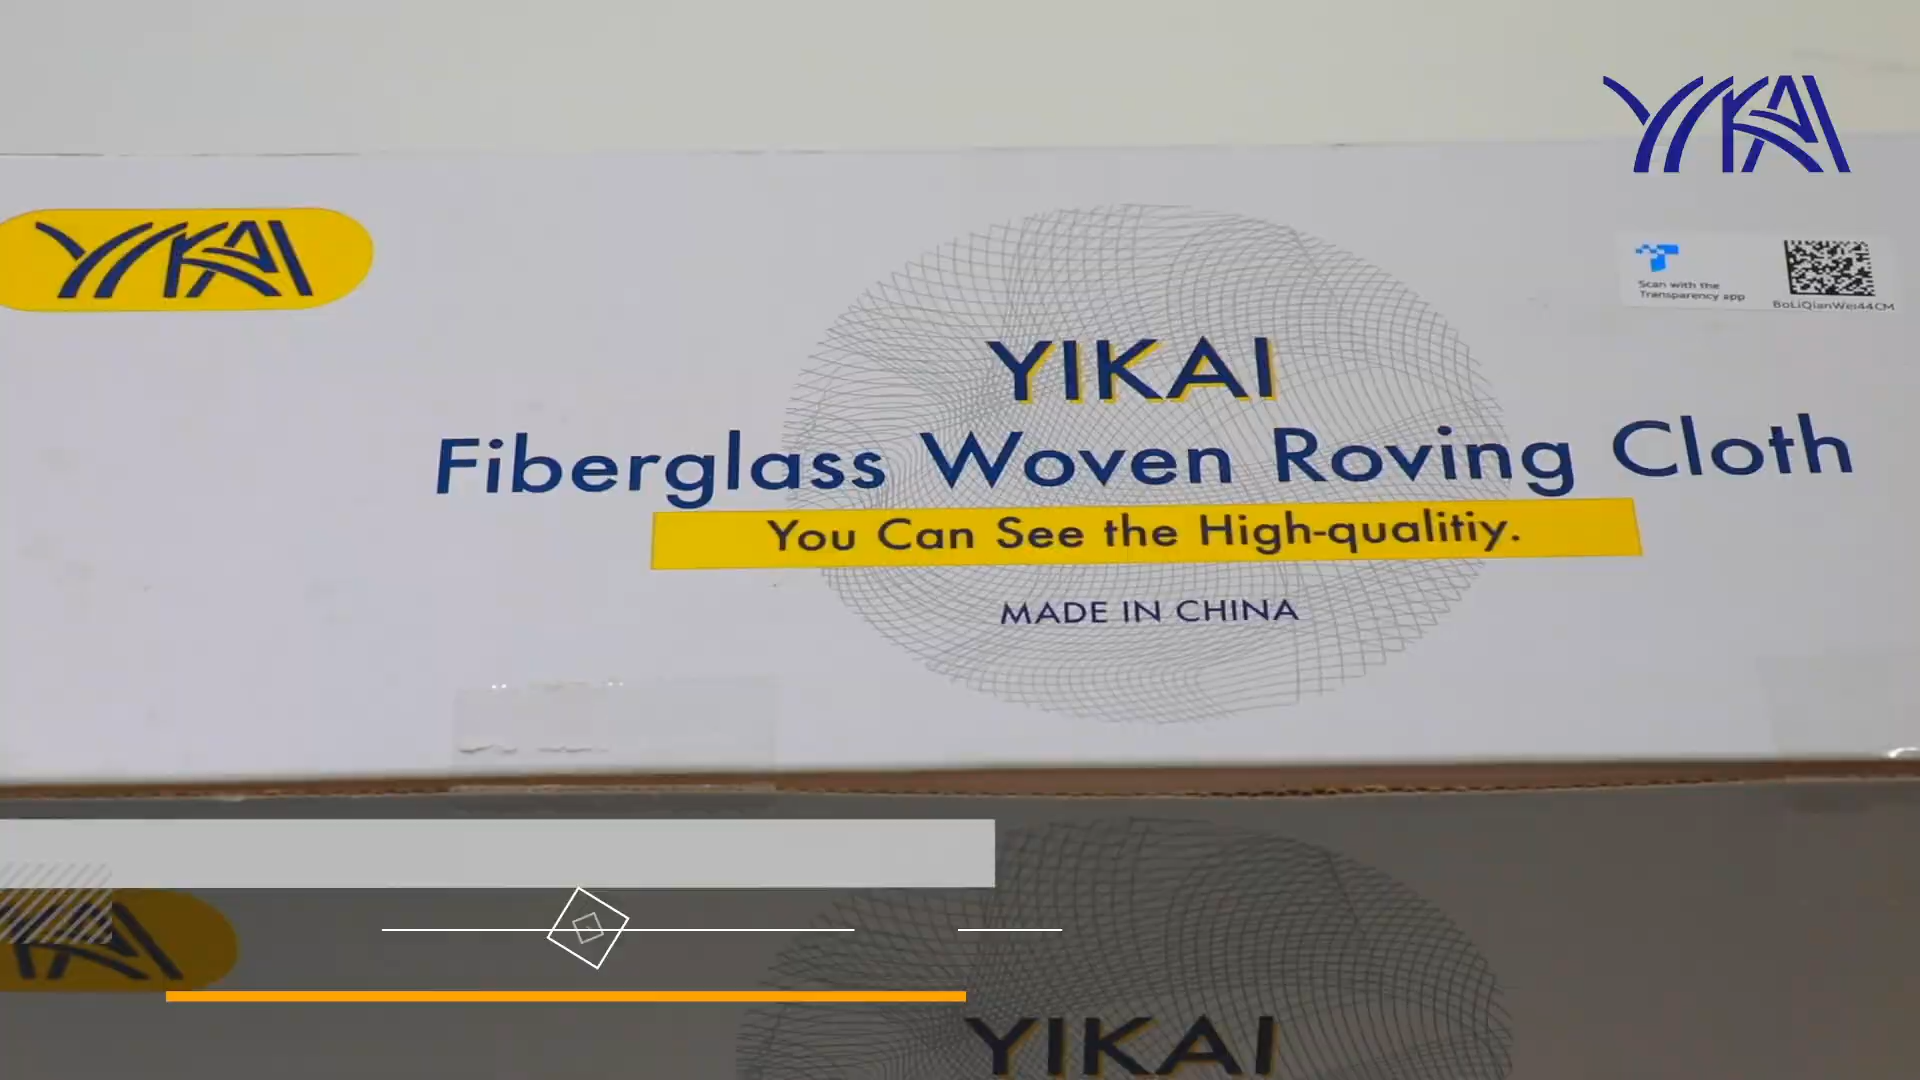 YIKAI
YIKAI
Scan with the
Transparency app
BoLiQianWei44CM
YIKAI
Fiberglass Woven Roving Cloth
You Can See the High-qualitiy.
MADE IN CHINA
KAI
YIKAI